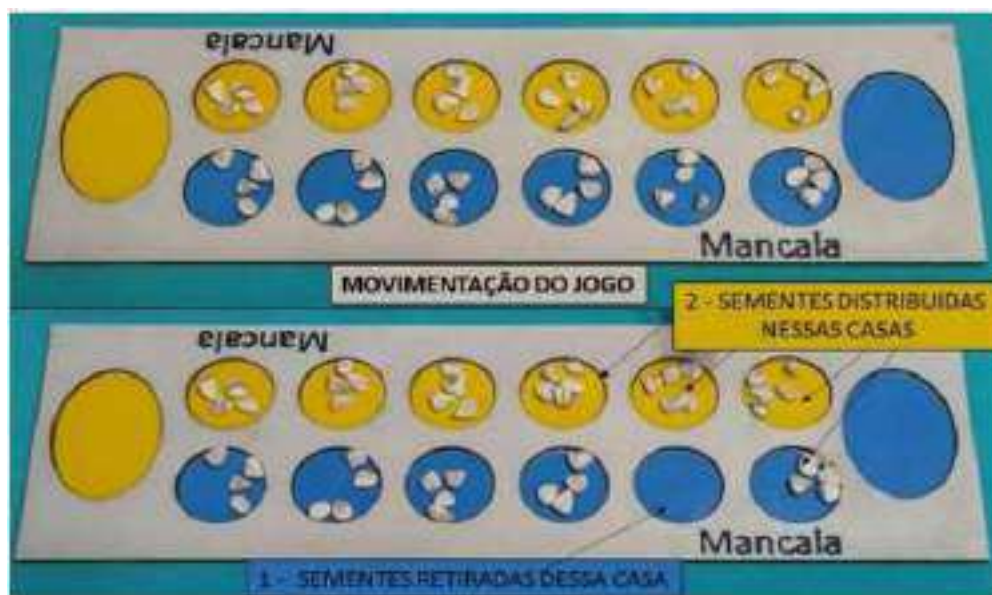 Mancala
Mancala
MOVIMENTAÇÃO DO JOGO
2 - SEMENTES DISTRIBUIDAS
NESSAS CASAS
Mancala
Mancala
1 - SEMENTES RETIRADAS DESSA CASA